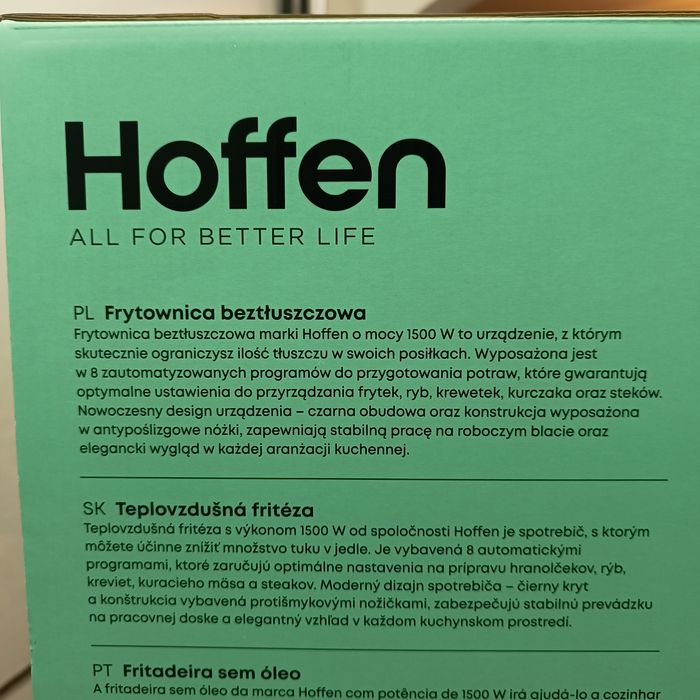 Hoffen
ALL FOR BETTER LIFE
PL Frytownica beztłuszczowa
Frytownica beztłuszczowa marki Hoffen o mocy 1500 W to urządzenie, z którym
skutecznie ograniczysz ilość tłuszczu w swoich posiłkach. Wyposażona jest
w 8 zautomatyzowanych programów do przygotowania potraw, które gwarantują
optymalne ustawienia do przyrządzania frytek, ryb, krewetek, kurczaka oraz steków.
Nowoczesny design urządzenia – czarna obudowa oraz konstrukcja wyposażona
w antypoślizgowe nóżki, zapewniają stabilną pracę na roboczym blacie oraz
elegancki wygląd w każdej aranżacji kuchennej.
SK Teplovzdušná fritéza
Teplovzdušná fritéza s výkonom 1500 W od spoločnosti Hoffen je spotrebič, s ktorým
môžete účinne znížiť množstvo tuku v jedle. Je vybavená 8 automatickými
programami, ktoré zaručujú optimálne nastavenia na prípravu hranolčekov, rýb,
kreviet, kuracieho mäsa a steakov. Moderný dizajn spotrebiča – čierny kryt
a konštrukcia vybavená protišmykovými nožičkami, zabezpečujú stabilnú prevádzku
na pracovnej doske a elegantný vzhľad v každom kuchynskom prostredí.
PT Fritadeira sem óleo
A fritadeira sem óleo da marca Hoffen com potência de 1500 W irá ajudá-lo a cozinhar